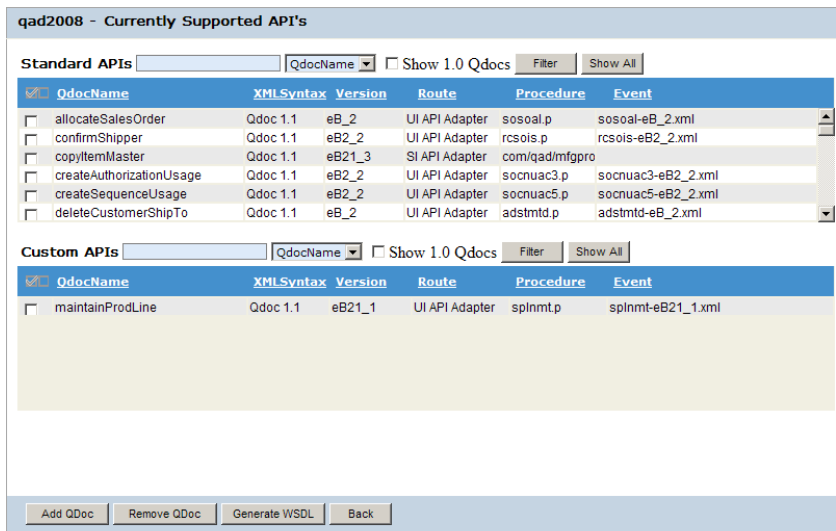 qad2008 - Currently Supported API's
Standard APIs QdocName Show 1.0 Qdocs Filter Show All
QdocName XMLSyntax Version Route Procedure Event
allocateSalesOrder Qdoc 1.1 eB_2 UI API Adapter sosoal.p sosoal-eB_2.xml
confirmShipper Qdoc 1.1 eB2_2 UI API Adapter rcsois.p rcsois-eB2_2.xml
copyItemMaster Qdoc 1.1 eB21_3 SI API Adapter com/qad/mfgpro
createAuthorizationUsage Qdoc 1.1 eB2_2 UI API Adapter socnuac3.p socnuac3-eB2_2.xml
createSequenceUsage Qdoc 1.1 eB2_2 UI API Adapter socnuac5.p socnuac5-eB2_2.xml
deleteCustomerShipTo Qdoc 1.1 eB_2 UI API Adapter adstmtd.p adstmtd-eB_2.xml
Custom APIs QdocName Show 1.0 Qdocs Filter Show All
QdocName XMLSyntax Version Route Procedure Event
maintainProdLine Qdoc 1.1 eB21_1 UI API Adapter splnmt.p splnmt-eB21_1.xml
Add QDoc Remove QDoc Generate WSDL Back